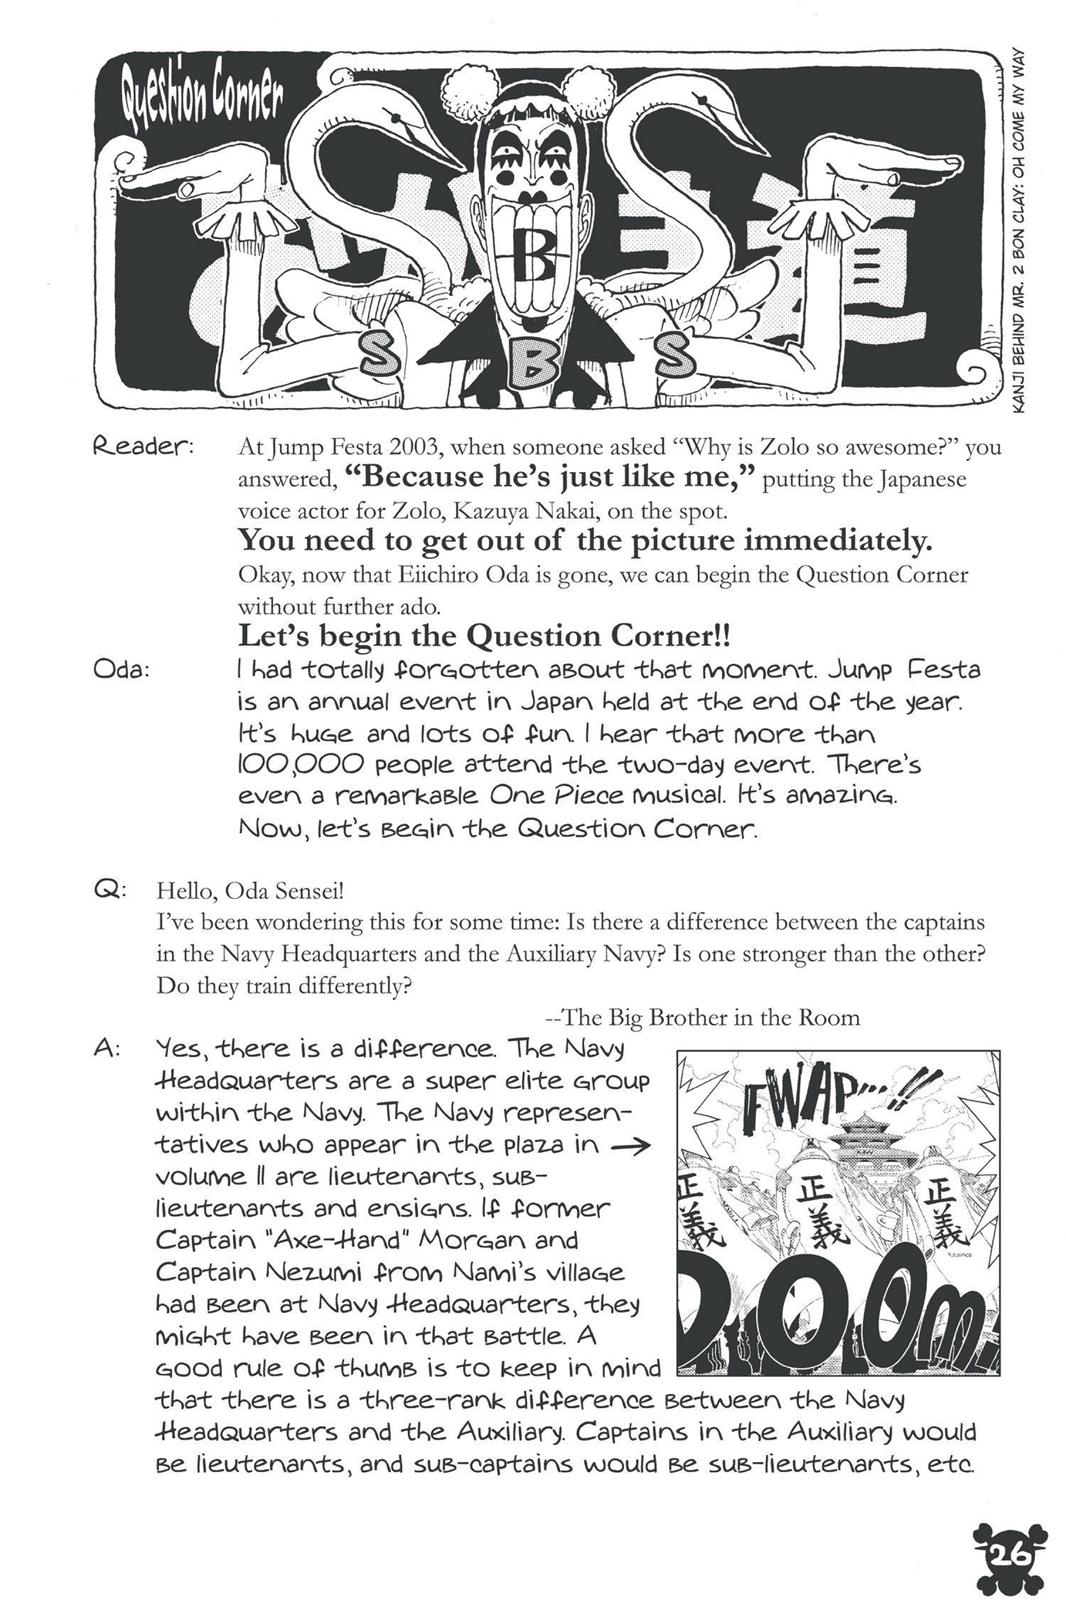 Question Corner
B
S B S
KANJI BEHIND MR. 2 BON CLAY: OH COME MY WAY
Reader: At Jump Festa 2003, when someone asked “Why is Zolo so awesome?” you
answered, “Because he’s just like me,” putting the Japanese
voice actor for Zolo, Kazuya Nakai, on the spot.
You need to get out of the picture immediately.
Okay, now that Eiichiro Oda is gone, we can begin the Question Corner
without further ado.
Let’s begin the Question Corner!!
Oda: I had totally forgotten about that moment. Jump Festa
is an annual event in Japan held at the end of the year.
It's huge and lots of fun. I hear that more than
100,000 people attend the two-day event. There's
even a remarkable One Piece musical. It's amazing.
Now, let's begin the Question Corner.
Q: Hello, Oda Sensei!
I’ve been wondering this for some time: Is there a difference between the captains
in the Navy Headquarters and the Auxiliary Navy? Is one stronger than the other?
Do they train differently?
--The Big Brother in the Room
A: Yes, there is a difference. The Navy
Headquarters are a super elite group
within the Navy. The Navy represen-
tatives who appear in the plaza in →
volume 11 are lieutenants, sub-
lieutenants and ensigns. If former
Captain "Axe-Hand" Morgan and
Captain Nezumi from Nami's village
had been at Navy Headquarters, they
might have been in that battle. A
good rule of thumb is to keep in mind
that there is a three-rank difference between the Navy
Headquarters and the Auxiliary. Captains in the Auxiliary would
be lieutenants, and sub-captains would be sub-lieutenants, etc.
FWAP...!!
NAVY
正義
正義
正義
DOOM
26